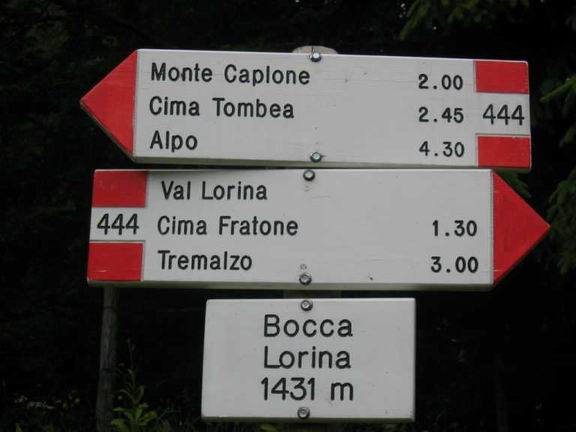 Monte Caplone 2.00
Cima Tombea 2.45 444
Alpo 4.30
Val Lorina
444 Cima Fratone 1.30
Tremalzo 3.00
Bocca
Lorina
1431 m